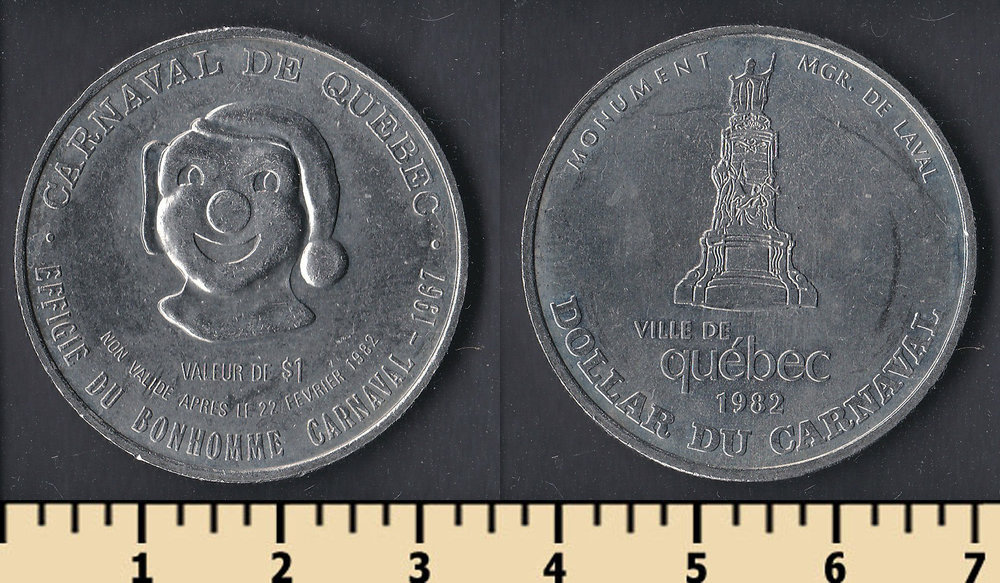 · CARNAVAL DE QUEBEC ·
VALEUR DE $1
NON VALIDE APRES LE 22 FEVRIER 1982
EFFIGIE DU BONHOMME CARNAVAL - 1967
MONUMENT MGR. DE LAVAL
VILLE DE
québec
1982
DOLLAR DU CARNAVAL
1 2 3 4 5 6 7